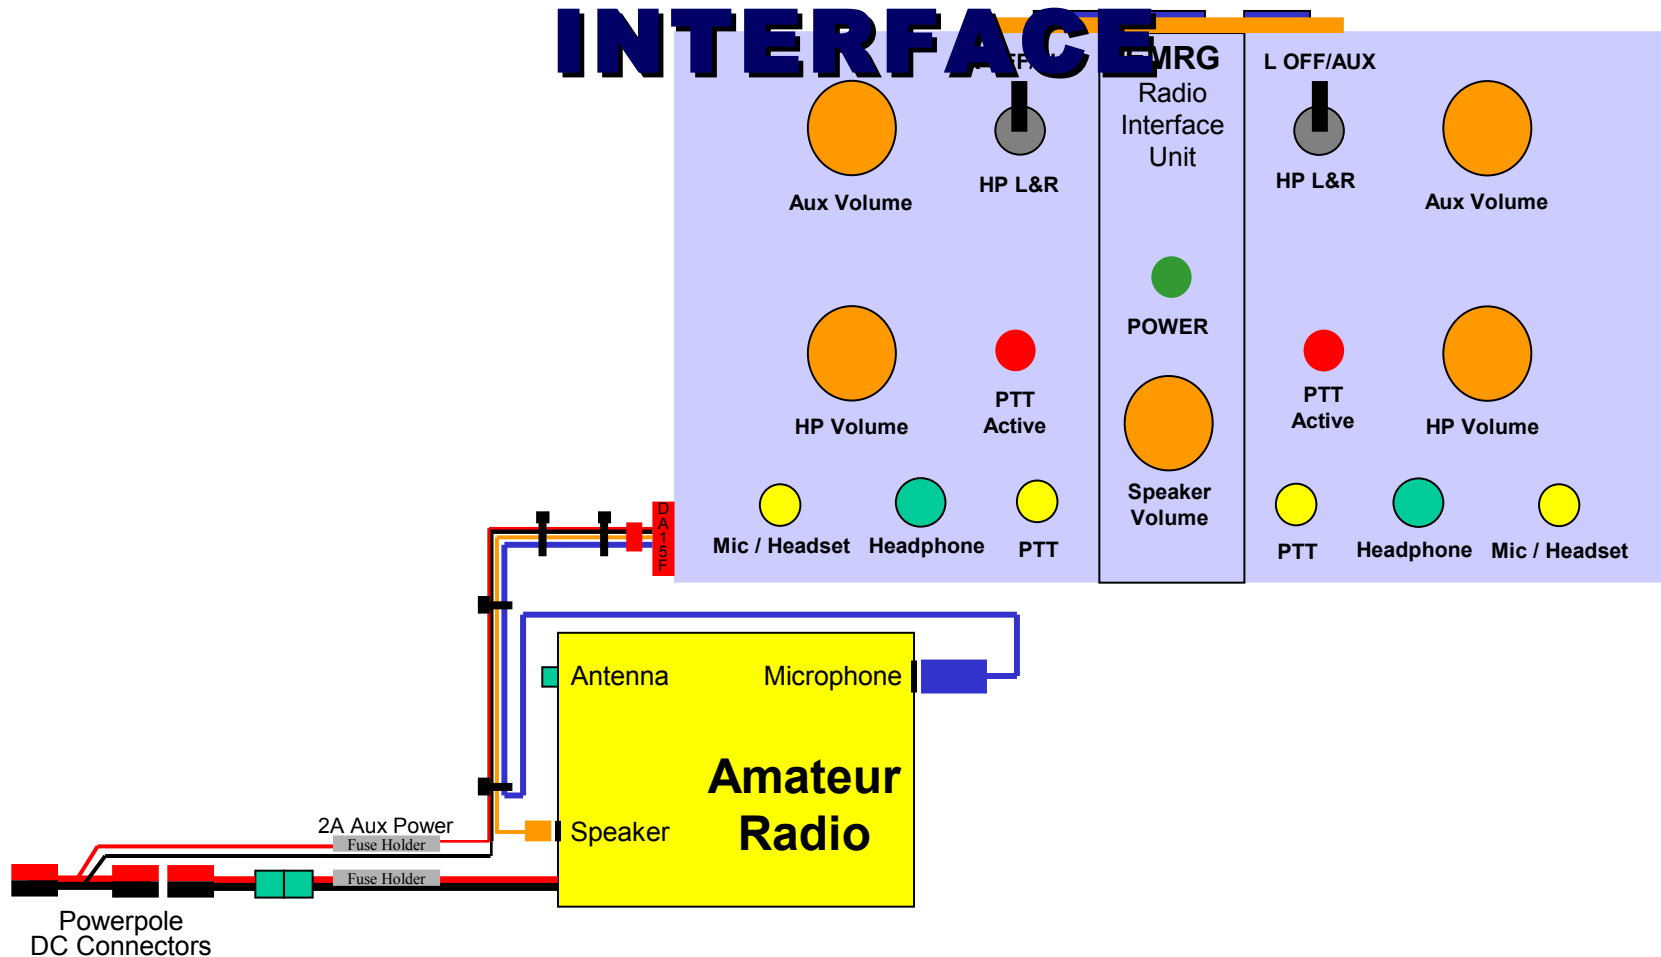 INTERFACE
MRG
Radio
Interface
Unit
L OFF/AUX
HP L&R
HP L&R
Aux Volume
Aux Volume
POWER
PTT
Active
PTT
Active
HP Volume
HP Volume
Speaker
Volume
Mic / Headset
Headphone
PTT
PTT
Headphone
Mic / Headset
DA15F
Antenna
Microphone
Amateur
Radio
Speaker
2A Aux Power
Fuse Holder
Fuse Holder
Powerpole
DC Connectors